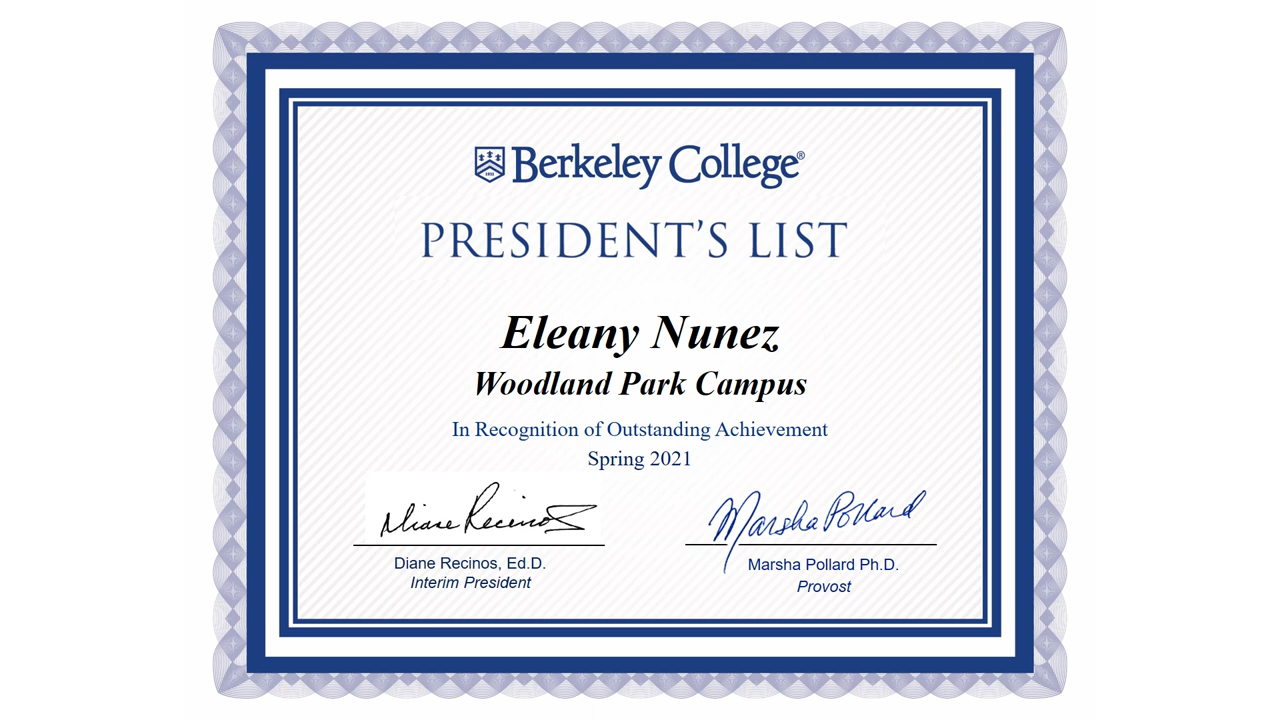 Berkeley College®
PRESIDENT'S LIST
Eleany Nunez
Woodland Park Campus
In Recognition of Outstanding Achievement
Spring 2021
Diane Recinos
Marsha Pollard
Diane Recinos, Ed.D.
Marsha Pollard Ph.D.
Interim President
Provost